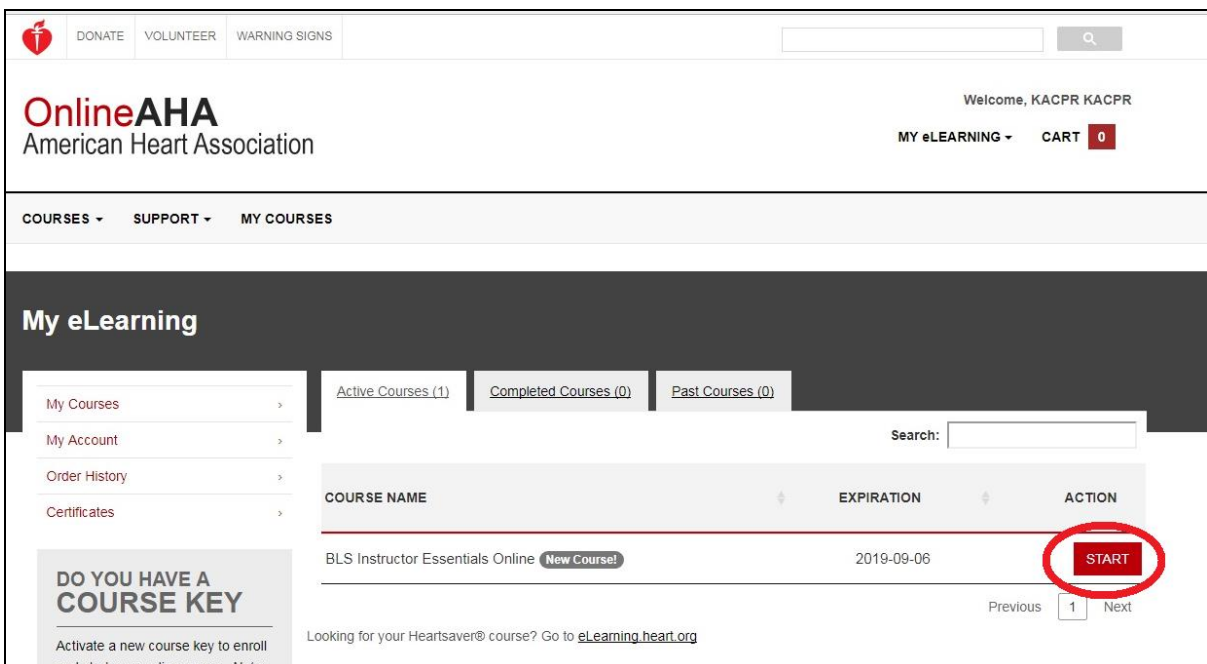 DONATE VOLUNTEER WARNING SIGNS
OnlineAHA
American Heart Association
Welcome, KACPR KACPR
MY eLEARNING CART 0
COURSES SUPPORT MY COURSES
My eLearning
My Courses
My Account
Order History
Certificates
DO YOU HAVE A
COURSE KEY
Activate a new course key to enroll
Active Courses (1) Completed Courses (0) Past Courses (0)
Search:
COURSE NAME EXPIRATION ACTION
BLS Instructor Essentials Online New Course! 2019-09-06 START
Previous 1 Next
Looking for your Heartsaver® course? Go to eLearning.heart.org